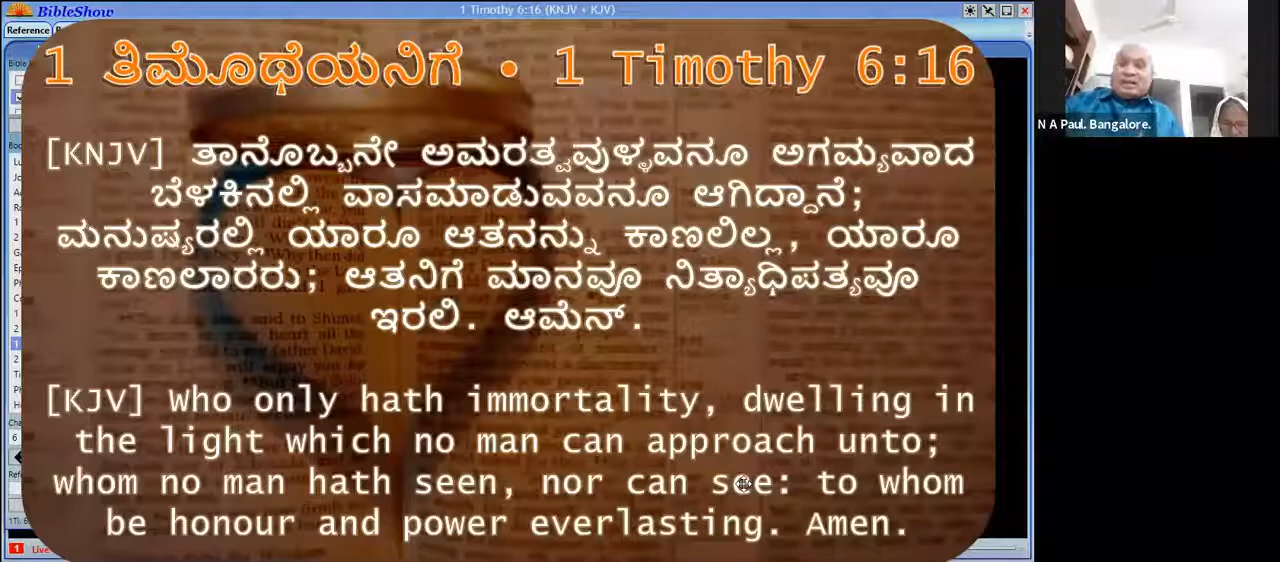 BibleShow
1 Timothy 6:16 (KNJV + KJV)
Reference
1 ತಿಮೊಥೆಯನಿಗೆ • 1 Timothy 6:16
[KNJV] ತಾನೊಬ್ಬನೇ ಅಮರತ್ವವುಳ್ಳವನೂ ಅಗಮ್ಯವಾದ
ಬೆಳಕಿನಲ್ಲಿ ವಾಸಮಾಡುವವನೂ ಆಗಿದ್ದಾನೆ;
ಮನುಷ್ಯರಲ್ಲಿ ಯಾರೂ ಆತನನ್ನು ಕಾಣಲಿಲ್ಲ, ಯಾರೂ
ಕಾಣಲಾರರು; ಆತನಿಗೆ ಮಾನವೂ ನಿತ್ಯಾಧಿಪತ್ಯವೂ
ಇರಲಿ. ಆಮೆನ್.
[KJV] Who only hath immortality, dwelling in
the light which no man can approach unto;
whom no man hath seen, nor can see: to whom
be honour and power everlasting. Amen.
N A Paul. Bangalore.